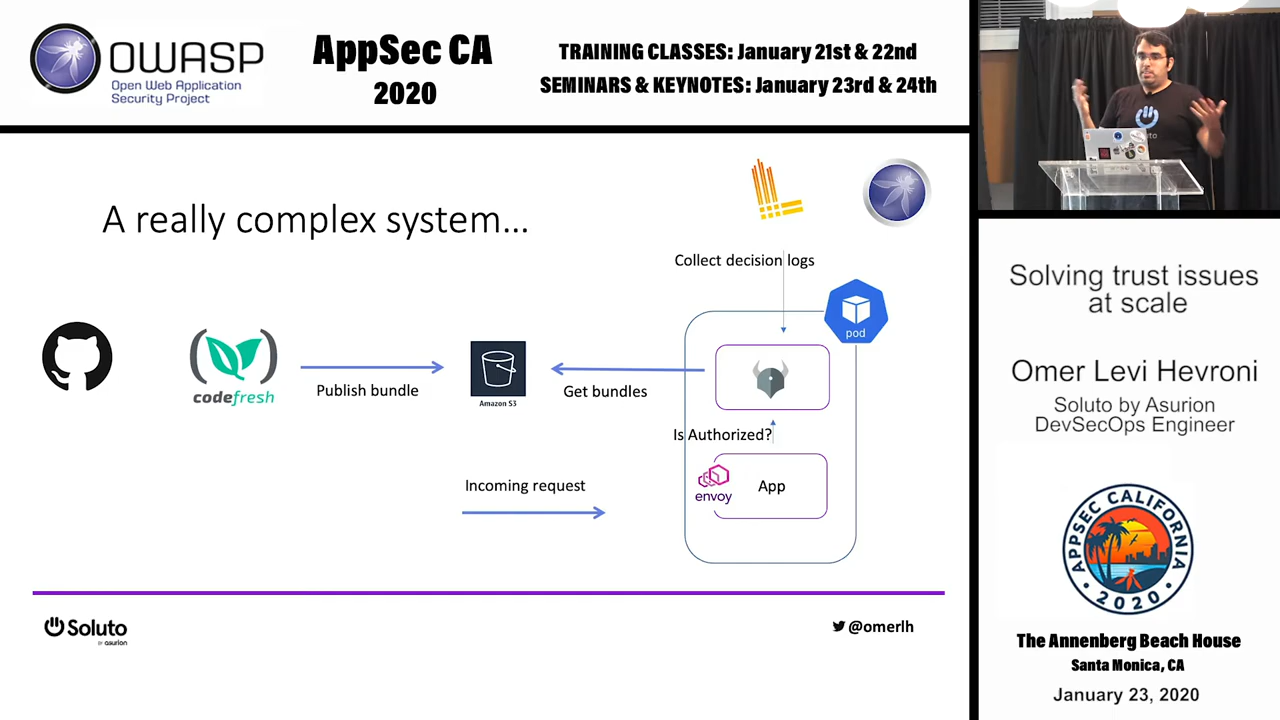 OWASP
Open Web Application
Security Project
AppSec CA
2020
TRAINING CLASSES: January 21st & 22nd
SEMINARS & KEYNOTES: January 23rd & 24th
A really complex system...
Collect decision logs
pod
codefresh
Publish bundle
Amazon S3
Get bundles
Is Authorized?
envoy
App
Incoming request
Soluto
BY asurion
@omerlh
Solving trust issues
at scale
Omer Levi Hevroni
Soluto by Asurion
DevSecOps Engineer
APPSEC CALIFORNIA
2020
The Annenberg Beach House
Santa Monica, CA
January 23, 2020